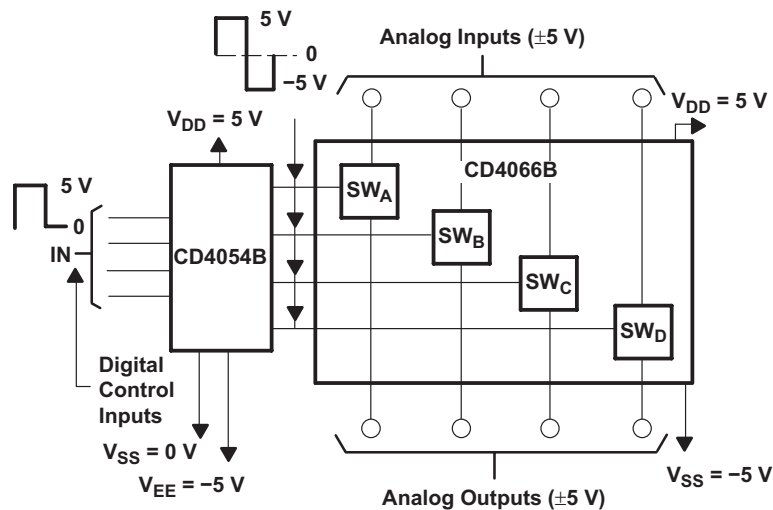 5 V
0
−5 V
Analog Inputs (±5 V)
V_DD = 5 V
V_DD = 5 V
CD4066B
5 V
0
IN
CD4054B
SW_A
SW_B
SW_C
SW_D
Digital
Control
Inputs
V_SS = 0 V
V_EE = −5 V
V_SS = −5 V
Analog Outputs (±5 V)